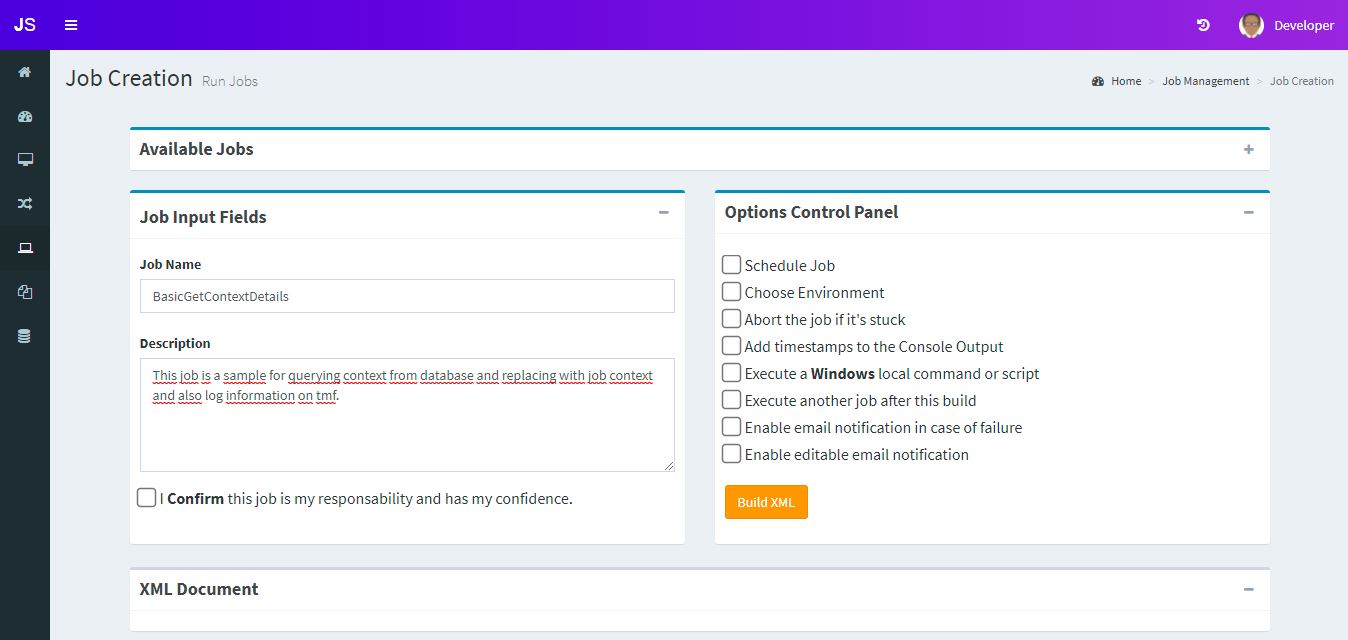 JS
Developer
Job Creation Run Jobs
Home > Job Management > Job Creation
Available Jobs
Job Input Fields
Job Name
BasicGetContextDetails
Description
This job is a sample for querying context from database and replacing with job context
and also log information on tmf.
I Confirm this job is my responsability and has my confidence.
Options Control Panel
Schedule Job
Choose Environment
Abort the job if it's stuck
Add timestamps to the Console Output
Execute a Windows local command or script
Execute another job after this build
Enable email notification in case of failure
Enable editable email notification
Build XML
XML Document